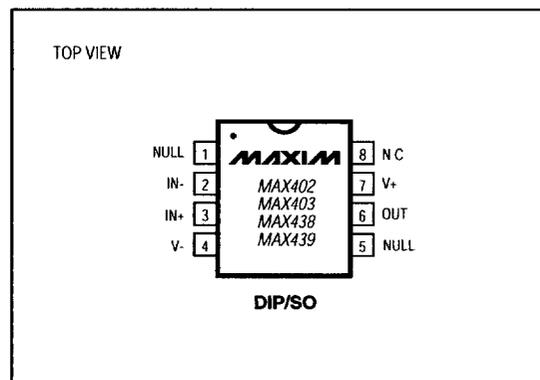 TOP VIEW
NULL 1
IN- 2
IN+ 3
V- 4
MAXIM
MAX402
MAX403
MAX438
MAX439
8 N C
7 V+
6 OUT
5 NULL
DIP/SO